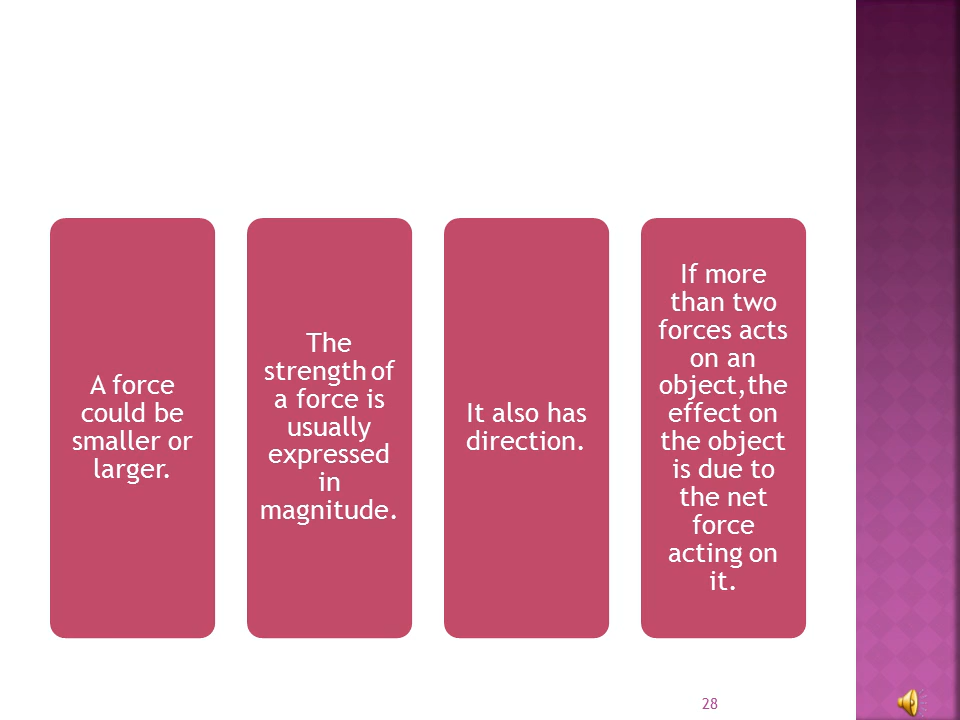 A force
could be
smaller or
larger.
The
strength of
a force is
usually
expressed
in
magnitude.
It also has
direction.
If more
than two
forces acts
on an
object,the
effect on
the object
is due to
the net
force
acting on
it.
28